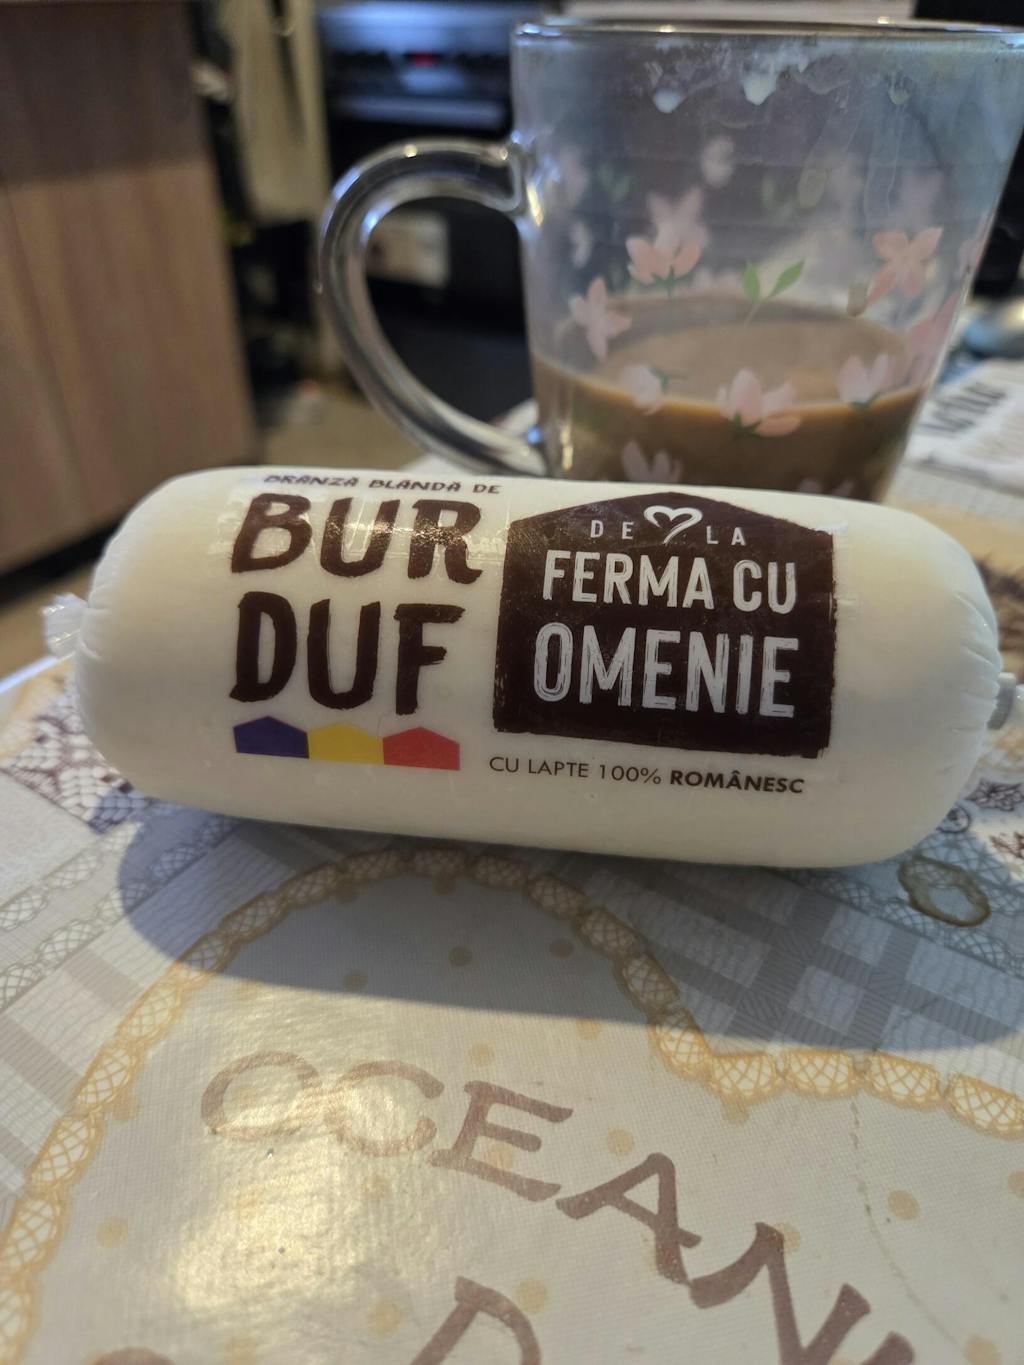 BRÂNZĂ BLÂNDĂ DE
BUR
DUF
DE LA
FERMA CU
OMENIE
CU LAPTE 100% ROMÂNESC
OCEAN